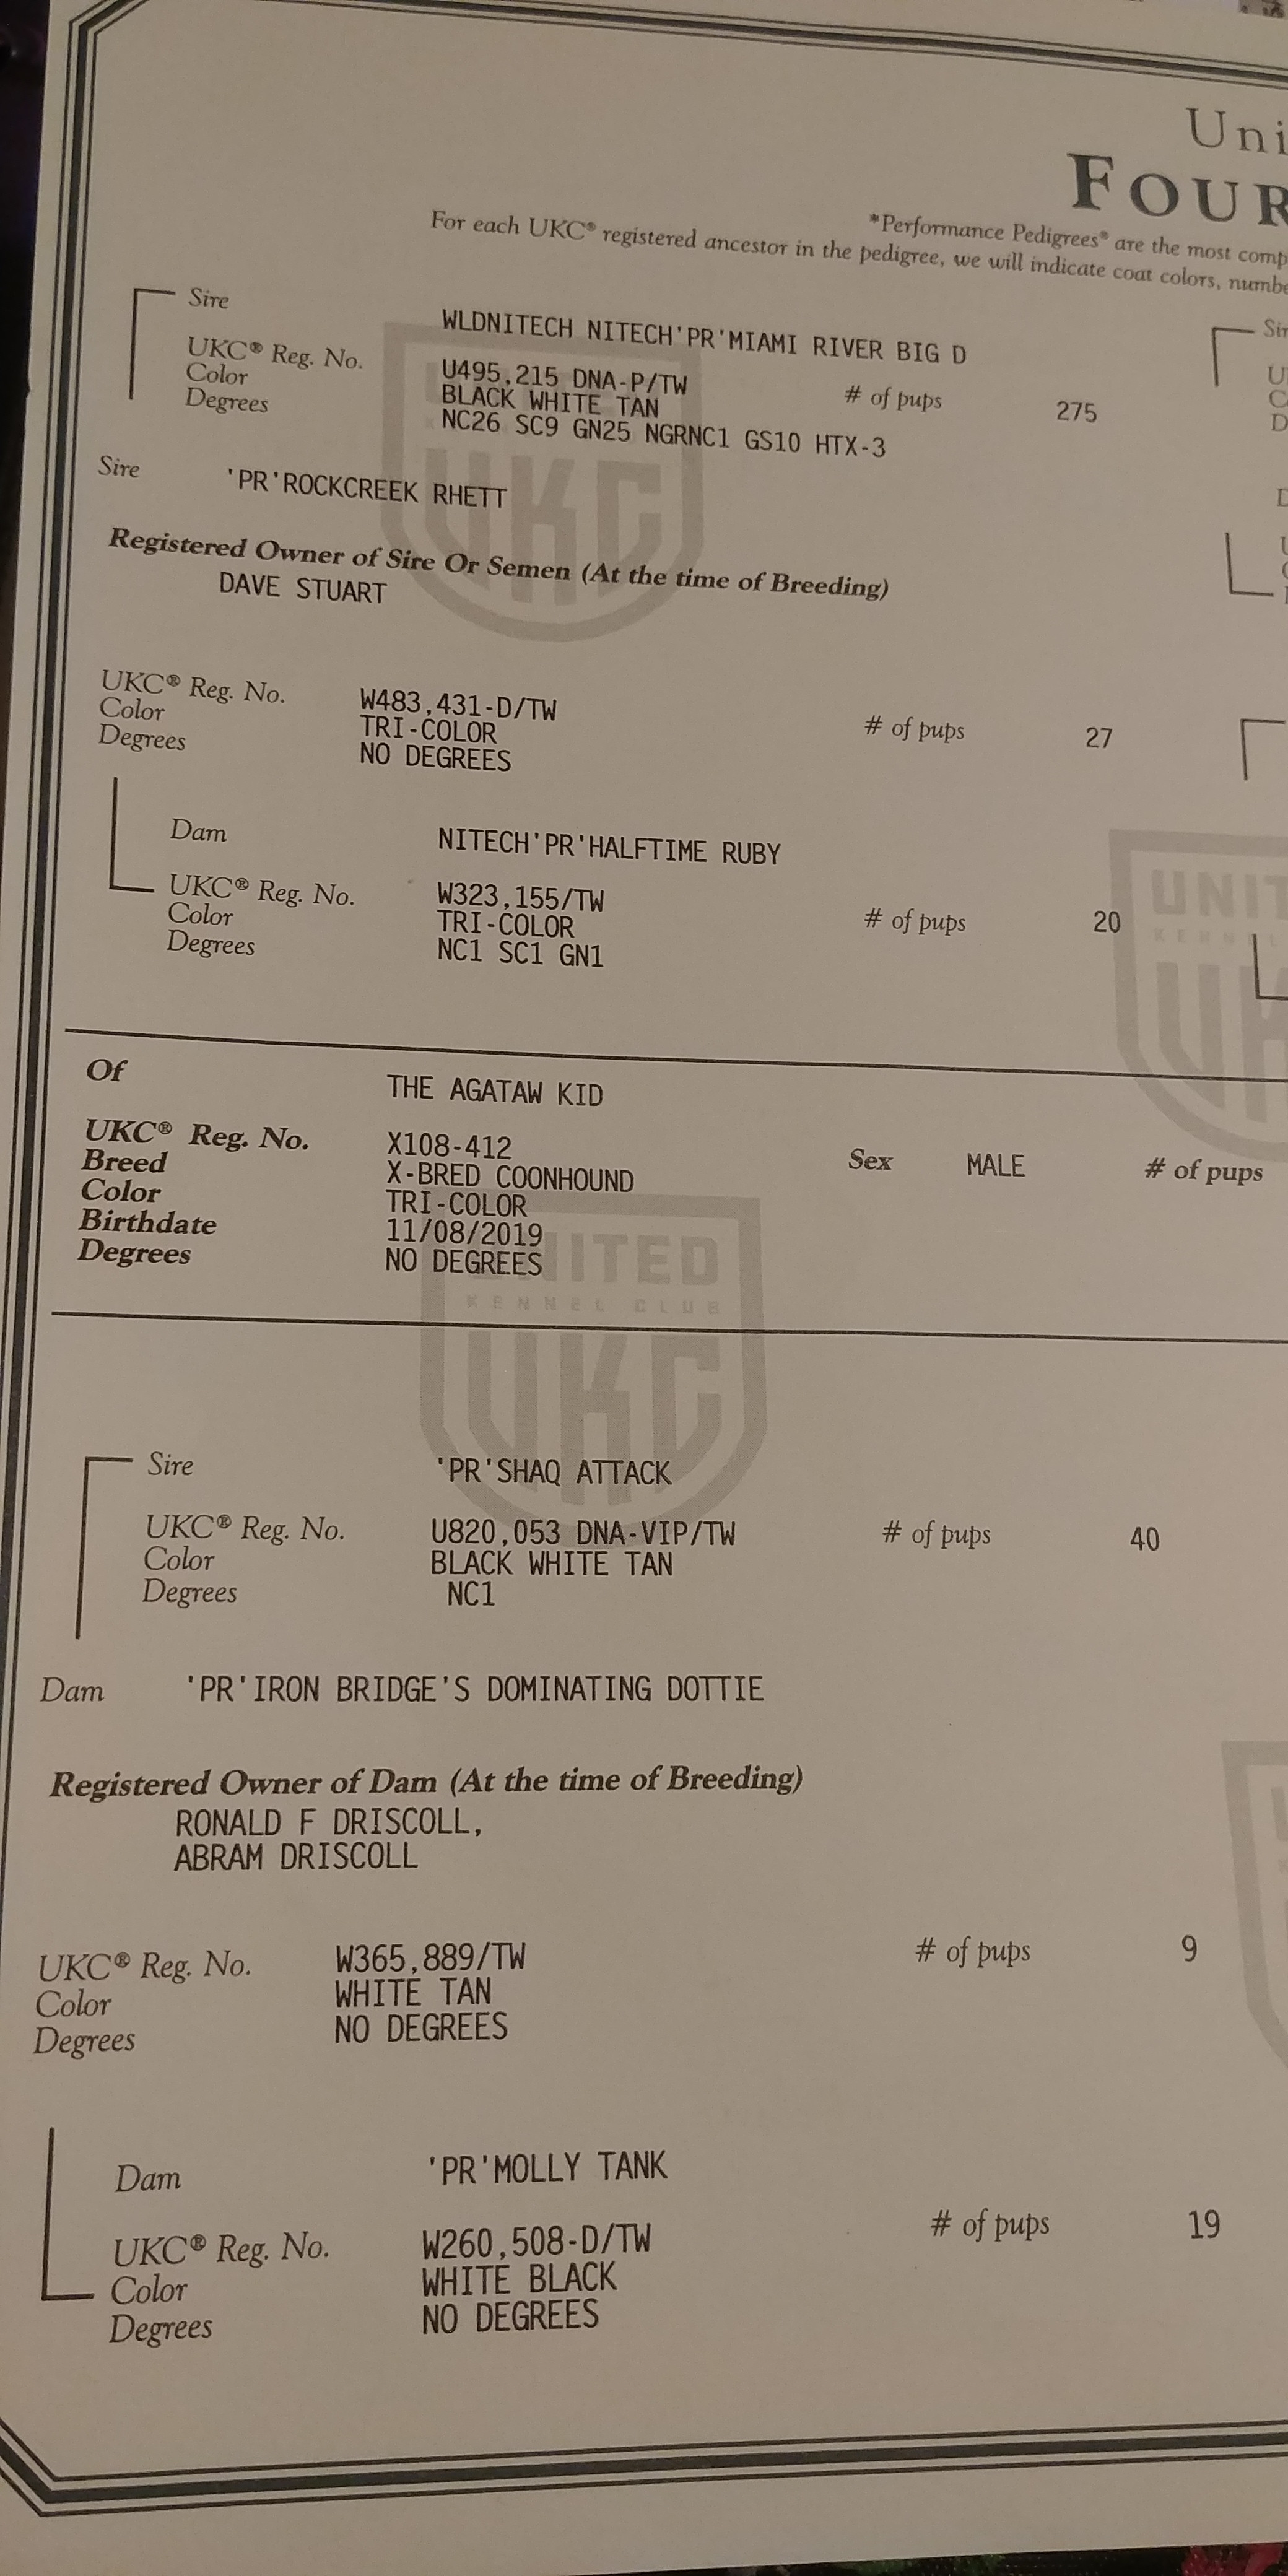 Uni
FOUR
*Performance Pedigrees® are the most comp
For each UKC® registered ancestor in the pedigree, we will indicate coat colors, numbe
Sire WLDNITECH NITECH'PR'MIAMI RIVER BIG D
UKC® Reg. No. U495,215 DNA-P/TW # of pups 275
Color BLACK WHITE TAN
Degrees NC26 SC9 GN25 NGRNC1 GS10 HTX-3
Sire 'PR'ROCKCREEK RHETT
Registered Owner of Sire Or Semen (At the time of Breeding)
DAVE STUART
UKC® Reg. No. W483,431-D/TW # of pups 27
Color TRI-COLOR
Degrees NO DEGREES
Dam NITECH'PR'HALFTIME RUBY
UKC® Reg. No. W323,155/TW # of pups 20
Color TRI-COLOR
Degrees NC1 SC1 GN1
Of THE AGATAW KID
UKC® Reg. No. X108-412 Sex MALE # of pups
Breed X-BRED COONHOUND
Color TRI-COLOR
Birthdate 11/08/2019
Degrees NO DEGREES
UNITED
KENNEL CLUB
UKC
Sire 'PR'SHAQ ATTACK
UKC® Reg. No. U820,053 DNA-VIP/TW # of pups 40
Color BLACK WHITE TAN
Degrees NC1
Dam 'PR'IRON BRIDGE'S DOMINATING DOTTIE
Registered Owner of Dam (At the time of Breeding)
RONALD F DRISCOLL,
ABRAM DRISCOLL
UKC® Reg. No. W365,889/TW # of pups 9
Color WHITE TAN
Degrees NO DEGREES
Dam 'PR'MOLLY TANK
UKC® Reg. No. W260,508-D/TW # of pups 19
Color WHITE BLACK
Degrees NO DEGREES